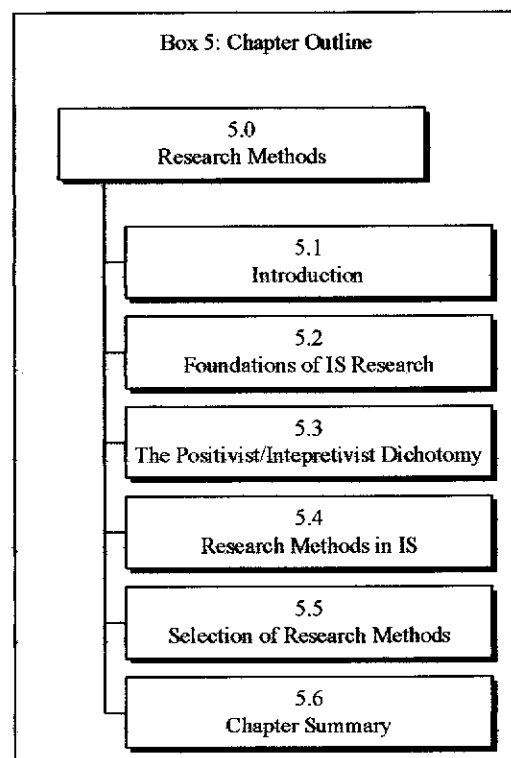 Box 5: Chapter Outline
5.0
Research Methods
5.1
Introduction
5.2
Foundations of IS Research
5.3
The Positivist/Intepretivist Dichotomy
5.4
Research Methods in IS
5.5
Selection of Research Methods
5.6
Chapter Summary